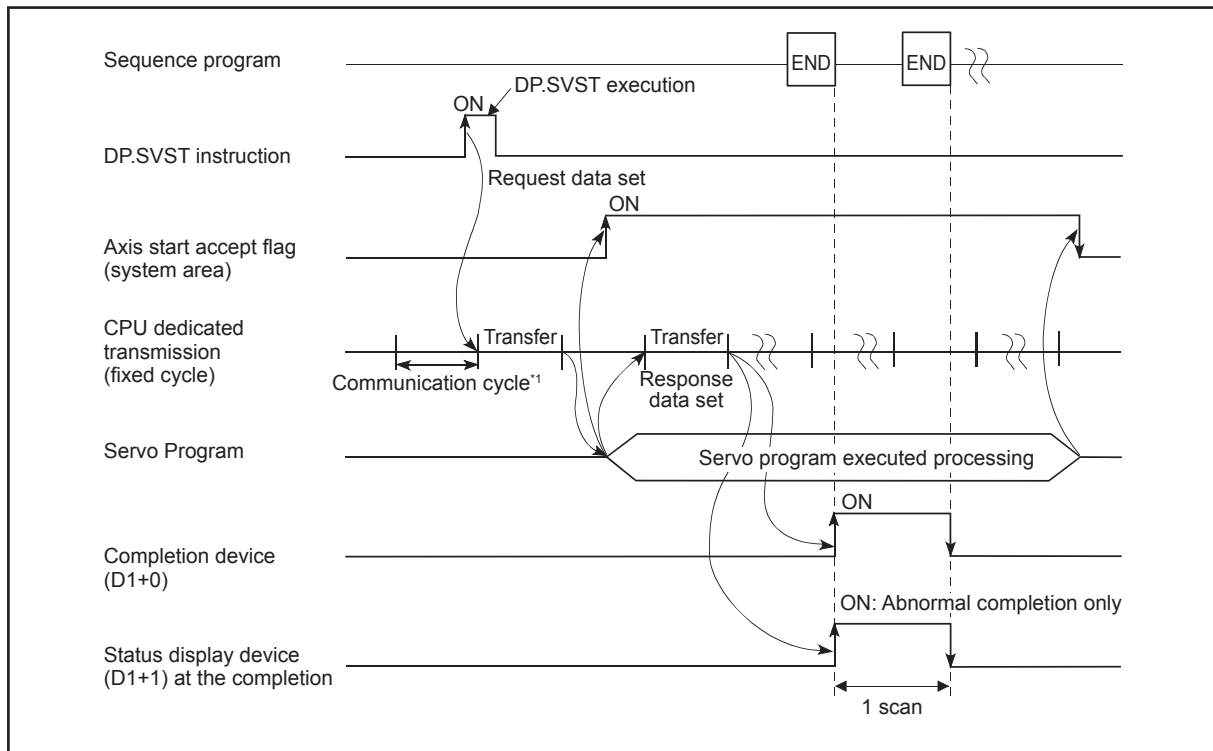 Sequence program
END
END
DP.SVST execution
ON
DP.SVST instruction
Request data set
ON
Axis start accept flag
(system area)
CPU dedicated
transmission
(fixed cycle)
Transfer
Transfer
Communication cycle*1
Response
data set
Servo Program
Servo program executed processing
ON
Completion device
(D1+0)
ON: Abnormal completion only
Status display device
(D1+1) at the completion
1 scan